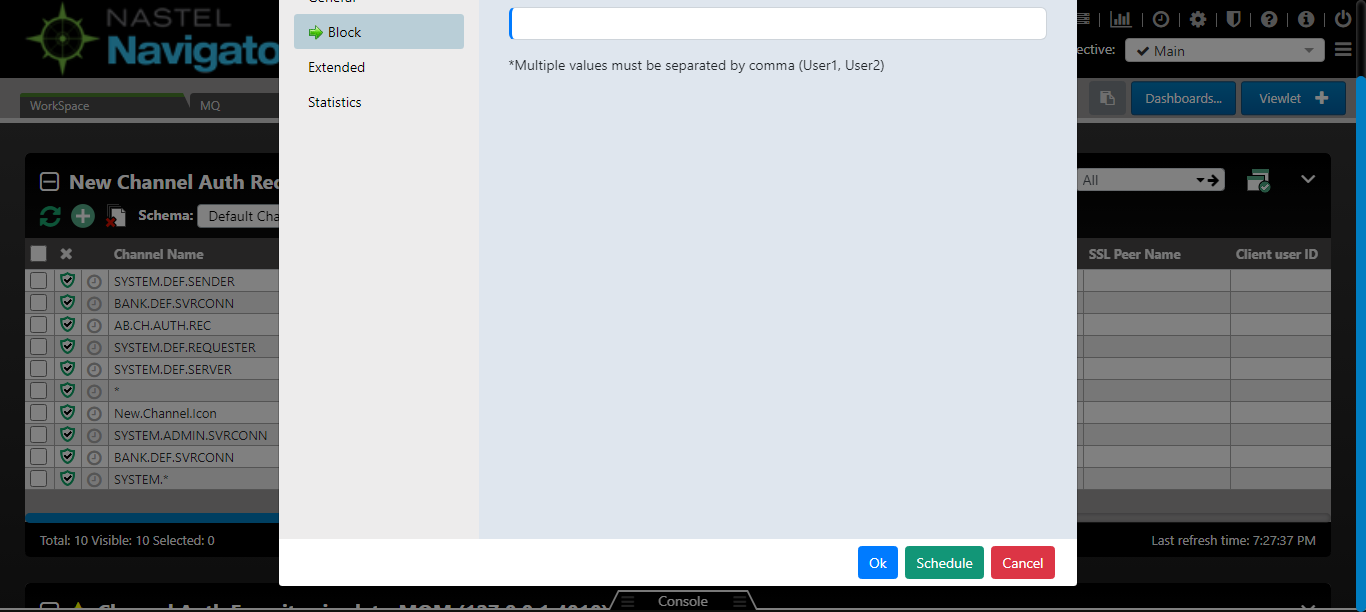 NASTEL
Navigato
General
Block
Extended
Statistics
*Multiple values must be separated by comma (User1, User2)
ective:
Main
WorkSpace
MQ
Dashboards...
Viewlet
New Channel Auth Rec
All
Schema:
Default Cha
Channel Name
SSL Peer Name
Client user ID
SYSTEM.DEF.SENDER
BANK.DEF.SVRCONN
AB.CH.AUTH.REC
SYSTEM.DEF.REQUESTER
SYSTEM.DEF.SERVER
*
New.Channel.Icon
SYSTEM.ADMIN.SVRCONN
BANK.DEF.SVRCONN
SYSTEM.*
Total: 10 Visible: 10 Selected: 0
Last refresh time: 7:27:37 PM
Ok
Schedule
Cancel
Console